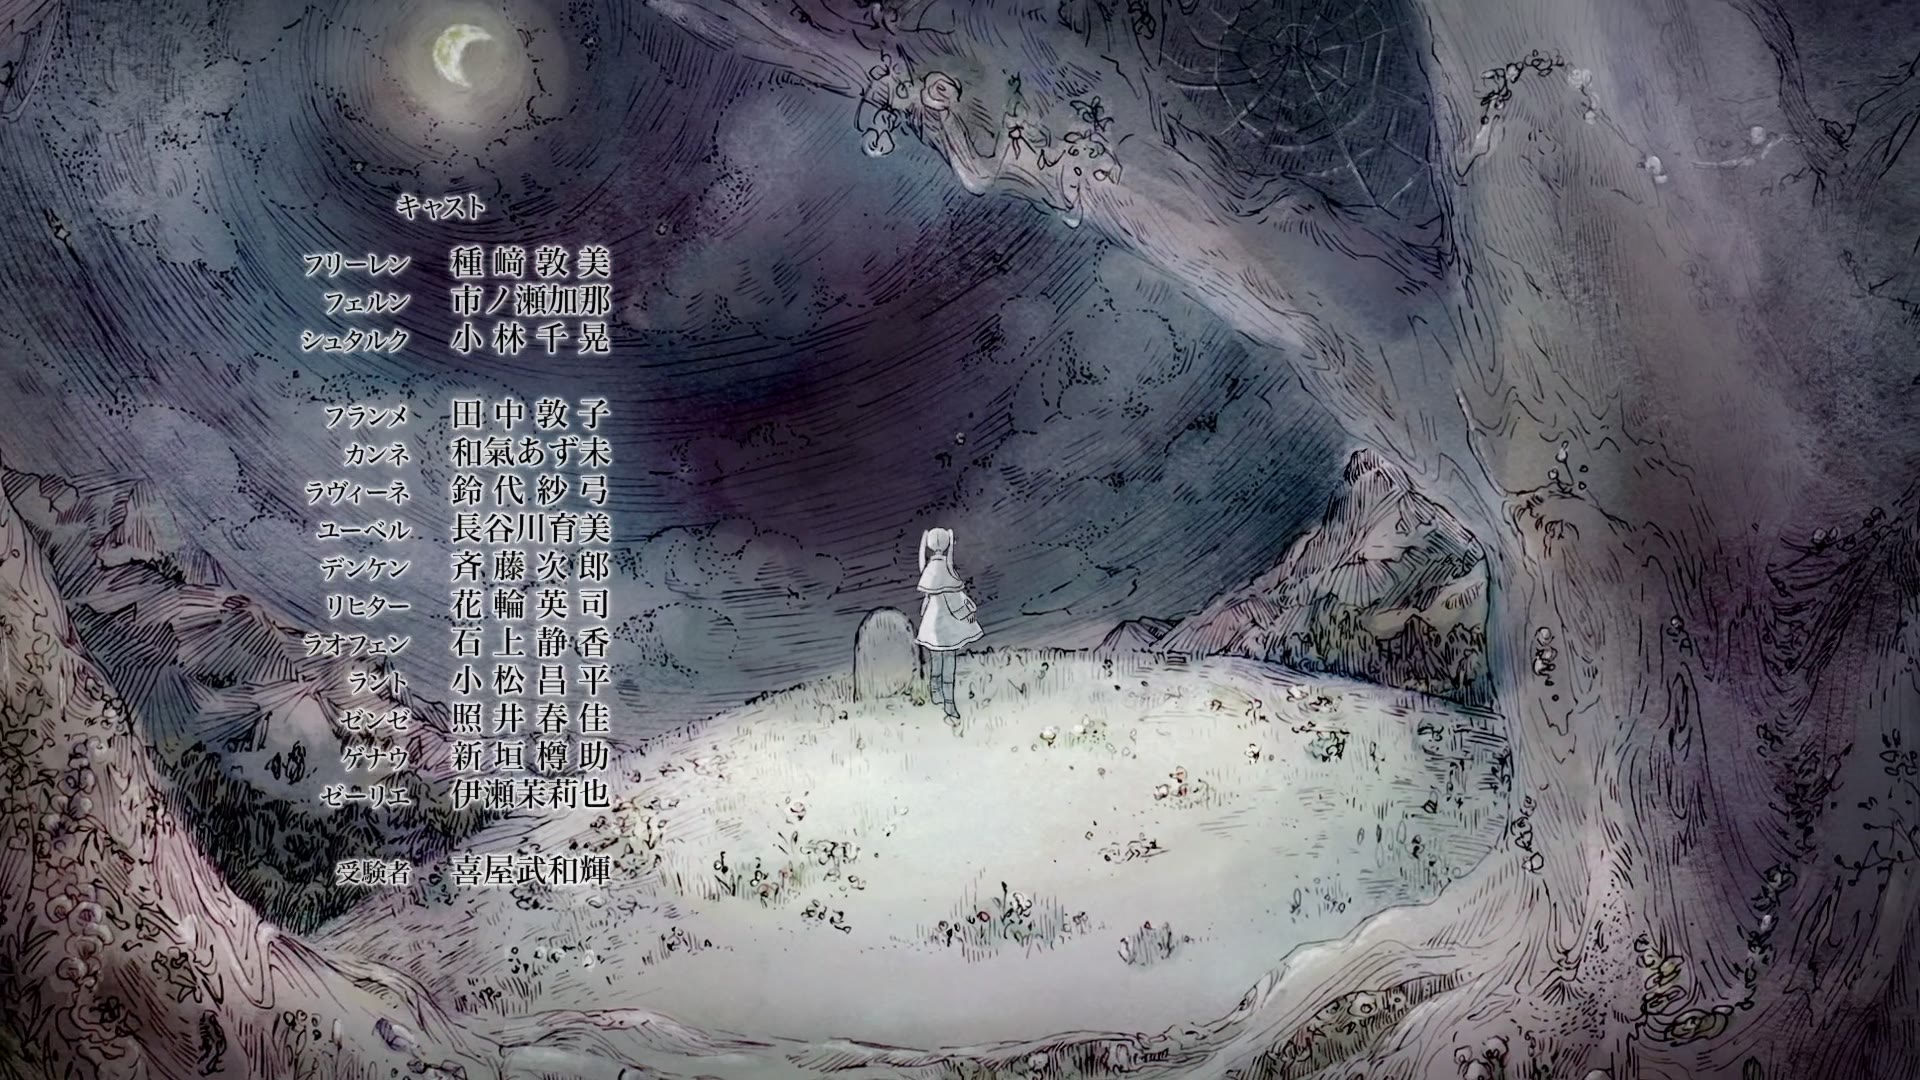 キャスト
フリーレン 種﨑敦美
フェルン 市ノ瀬加那
シュタルク 小林千晃
フランメ 田中敦子
カンネ 和氣あず未
ラヴィーネ 鈴代紗弓
ユーベル 長谷川育美
デンケン 斉藤次郎
リヒター 花輪英司
ラオフェン 石上静香
ラント 小松昌平
ゼンゼ 照井春佳
ゲナウ 新垣樽助
ゼーリエ 伊瀬茉莉也
受験者 喜屋武和輝